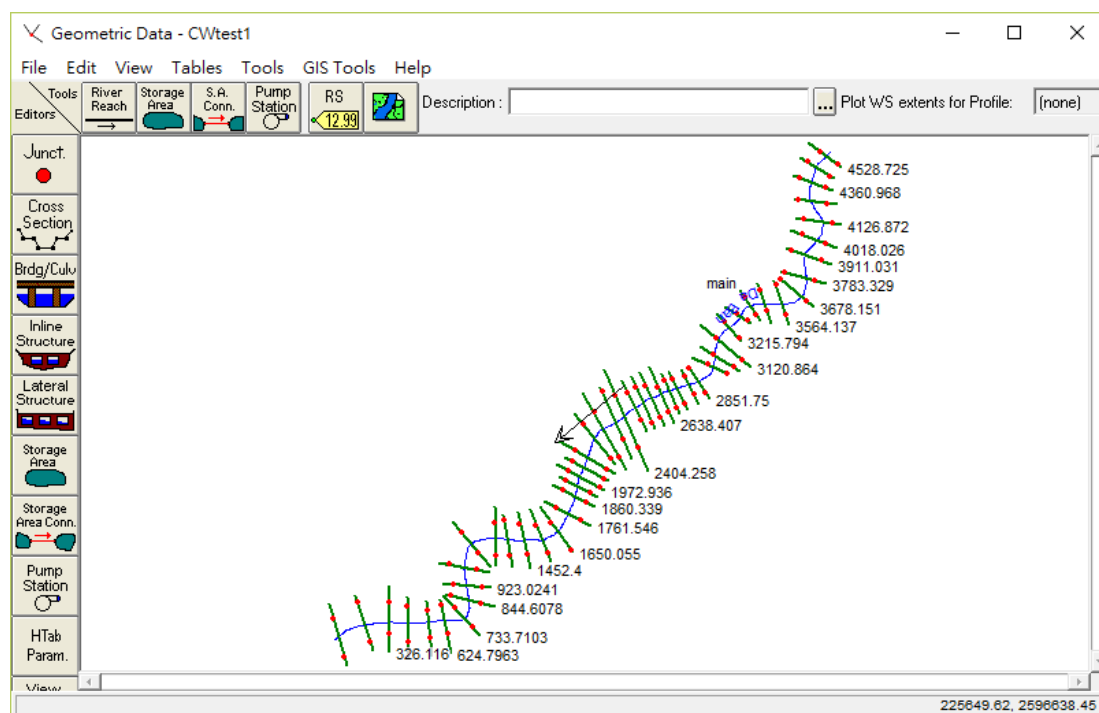 Geometric Data - CWtest1
File Edit View Tables Tools GIS Tools Help
Tools
Editors
River Reach
Storage Area
S.A. Conn.
Pump Station
RS
12.99
Description :
...
Plot WS extents for Profile:
(none)
Junct.
Cross Section
Brdg/Culv
Inline Structure
Lateral Structure
Storage Area
Storage Area Conn.
Pump Station
HTab Param.
View
4528.725
4360.968
4126.872
4018.026
3911.031
3783.329
main
3678.151
3564.137
3215.794
3120.864
2851.75
2638.407
2404.258
1972.936
1860.339
1761.546
1650.055
1452.4
923.0241
844.6078
733.7103
326.116
624.7963
225649.62, 2596638.45